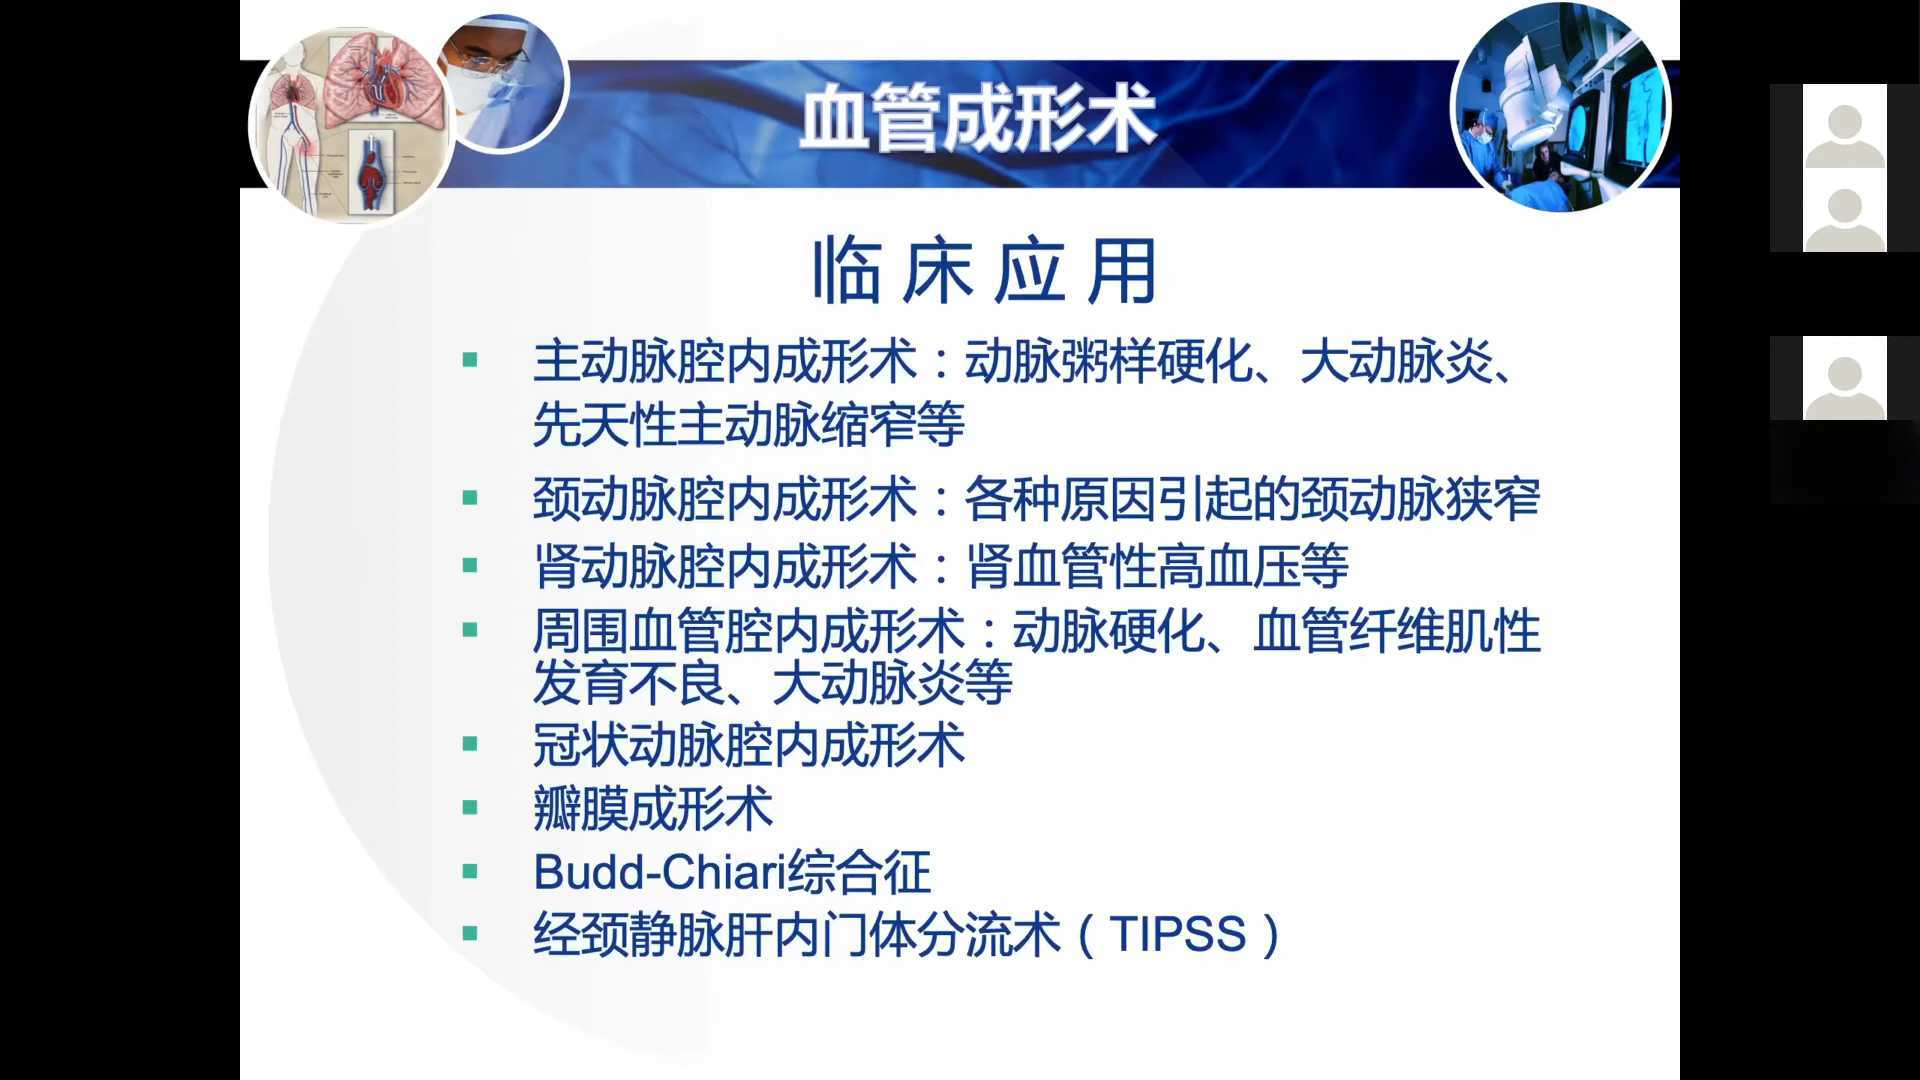 血管成形术
临床应用
▪ 主动脉腔内成形术：动脉粥样硬化、大动脉炎、
先天性主动脉缩窄等
▪ 颈动脉腔内成形术：各种原因引起的颈动脉狭窄
▪ 肾动脉腔内成形术：肾血管性高血压等
▪ 周围血管腔内成形术：动脉硬化、血管纤维肌性
发育不良、大动脉炎等
▪ 冠状动脉腔内成形术
▪ 瓣膜成形术
▪ Budd-Chiari综合征
▪ 经颈静脉肝内门体分流术（TIPSS）